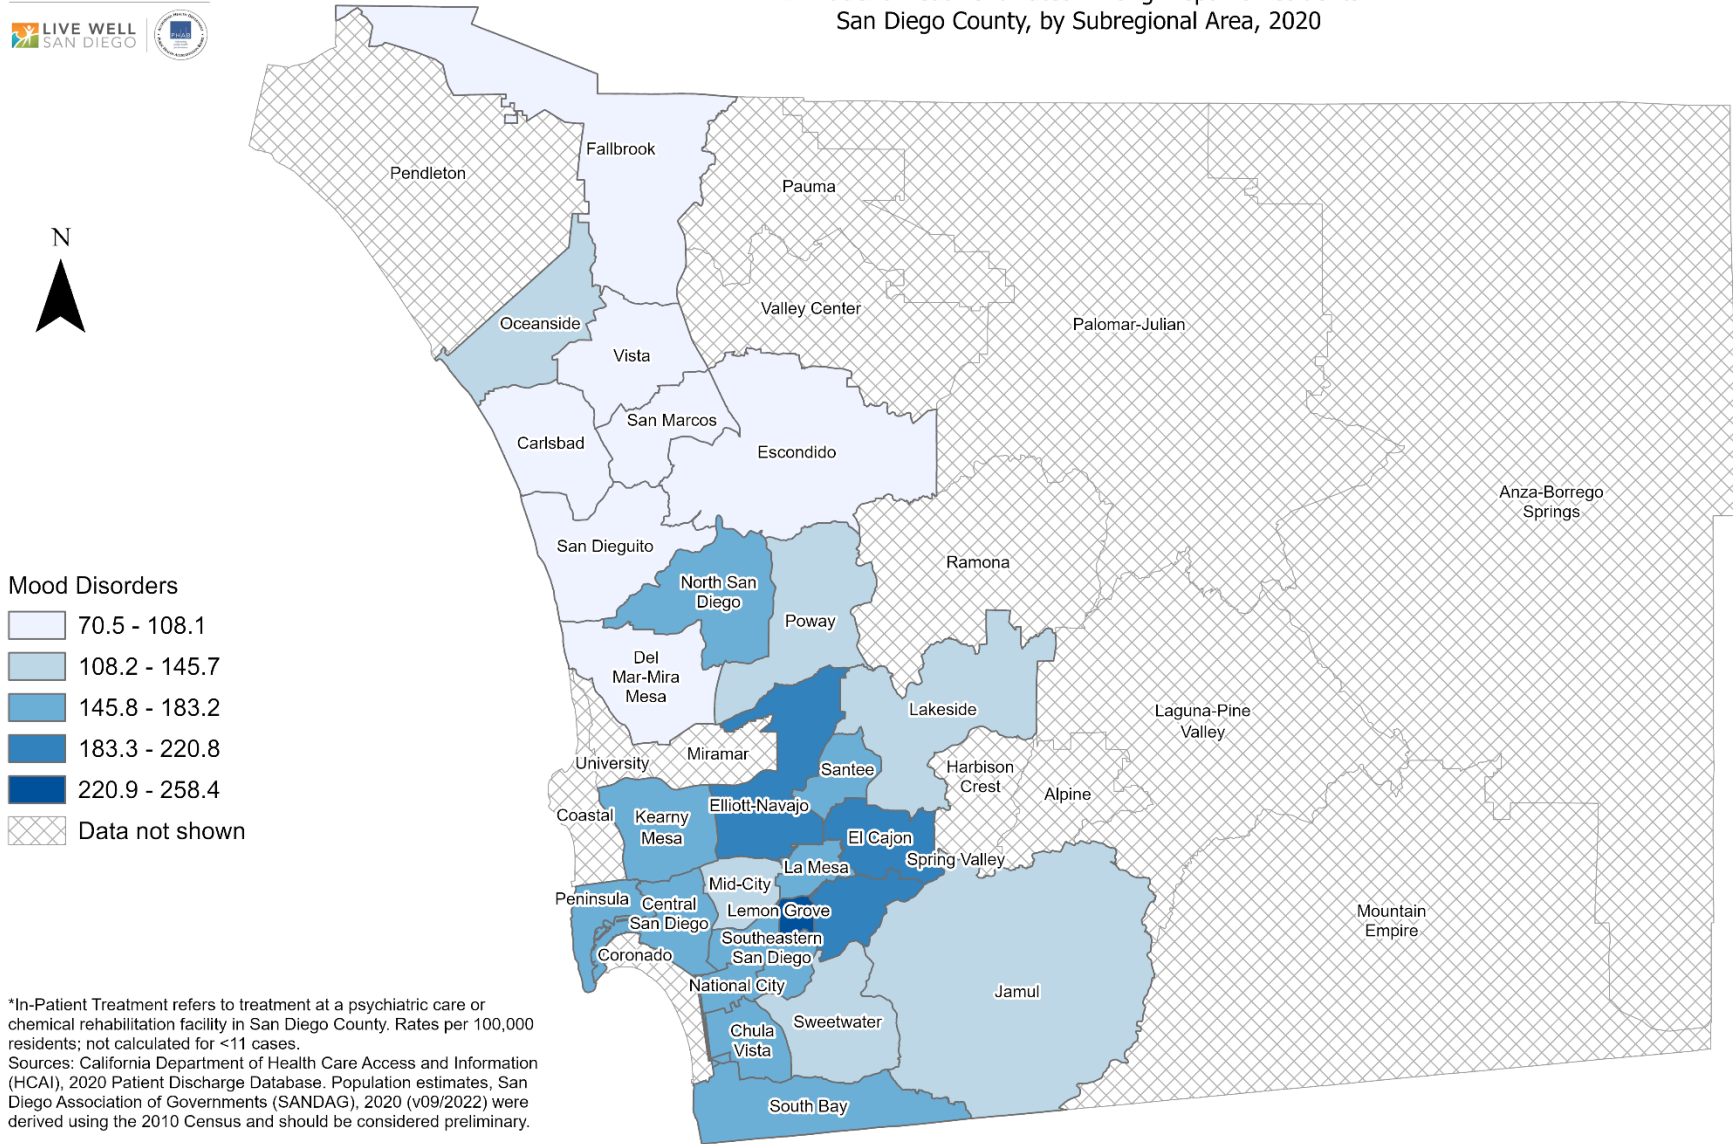 LIVE WELL
SAN DIEGO
San Diego County, by Subregional Area, 2020
N
Fallbrook
Pendleton
Pauma
Oceanside
Valley Center
Palomar-Julian
Vista
San Marcos
Carlsbad
Escondido
Anza-Borrego
Springs
San Dieguito
Ramona
North San
Diego
Poway
Del
Mar-Mira
Mesa
Lakeside
Laguna-Pine
Valley
Miramar
University
Santee
Harbison
Crest
Alpine
Elliott-Navajo
Coastal
Kearny
Mesa
El Cajon
Spring Valley
La Mesa
Mid-City
Peninsula
Central
San Diego
Lemon Grove
Mountain
Empire
Southeastern
San Diego
Coronado
National City
Jamul
Sweetwater
Chula
Vista
South Bay
Mood Disorders
70.5 - 108.1
108.2 - 145.7
145.8 - 183.2
183.3 - 220.8
220.9 - 258.4
Data not shown
*In-Patient Treatment refers to treatment at a psychiatric care or
chemical rehabilitation facility in San Diego County. Rates per 100,000
residents; not calculated for <11 cases.
Sources: California Department of Health Care Access and Information
(HCAI), 2020 Patient Discharge Database. Population estimates, San
Diego Association of Governments (SANDAG), 2020 (v09/2022) were
derived using the 2010 Census and should be considered preliminary.